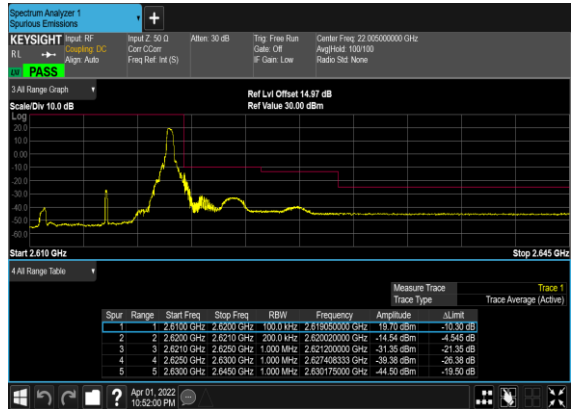 Spectrum Analyzer 1
Spurious Emissions
KEYSIGHT Input: RF Input Z: 50 Ω Atten: 30 dB Trig: Free Run Center Freq: 22.005000000 GHz
RL Coupling: DC Corr CCorr Gate: Off Avg|Hold: 100/100
Align: Auto Freq Ref: Int (S) IF Gain: Low Radio Std: None
PASS
3 All Range Graph
Ref Lvl Offset 14.97 dB
Scale/Div 10.0 dB Ref Value 30.00 dBm
Log
20.0
10.0
0.00
-10.0
-20.0
-30.0
-40.0
-50.0
-60.0
Start 2.610 GHz Stop 2.645 GHz
4 All Range Table
Measure Trace Trace 1
Trace Type Trace Average (Active)
Spur Range Start Freq Stop Freq RBW Frequency Amplitude ΔLimit
1 1 2.6100 GHz 2.6200 GHz 100.0 kHz 2.619050000 GHz 19.70 dBm -10.30 dB
2 2 2.6200 GHz 2.6210 GHz 200.0 kHz 2.620020000 GHz -14.54 dBm -4.545 dB
3 3 2.6210 GHz 2.6250 GHz 1.000 MHz 2.621200000 GHz -31.35 dBm -21.35 dB
4 4 2.6250 GHz 2.6300 GHz 1.000 MHz 2.627408333 GHz -39.38 dBm -26.38 dB
5 5 2.6300 GHz 2.6450 GHz 1.000 MHz 2.630175000 GHz -44.50 dBm -19.50 dB
? Apr 01, 2022
10:52:00 PM